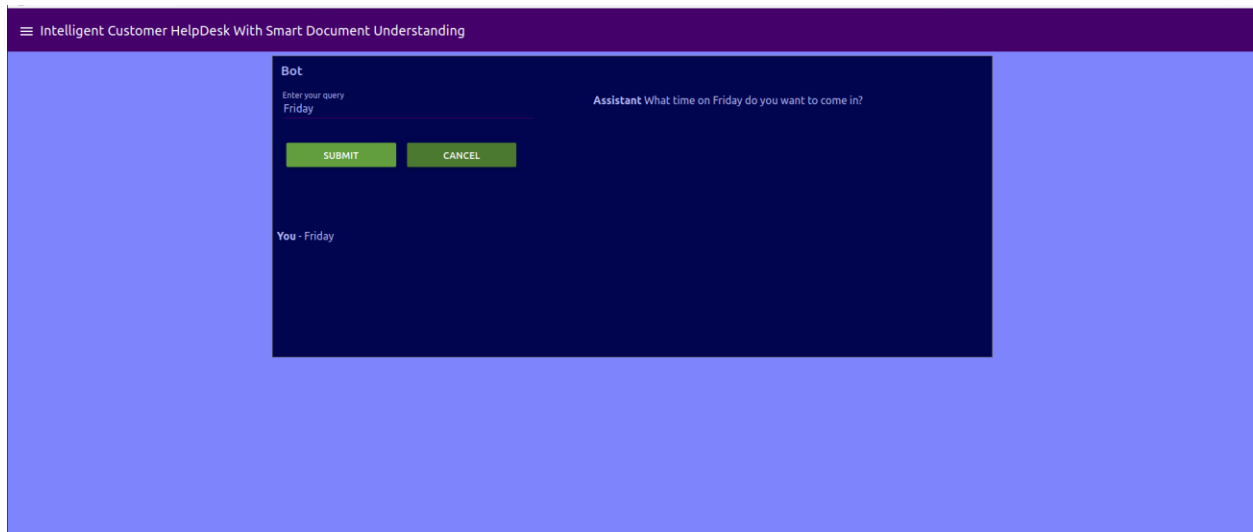 Intelligent Customer HelpDesk With Smart Document Understanding
Bot
Enter your query
Friday
Assistant What time on Friday do you want to come in?
SUBMIT
CANCEL
You - Friday